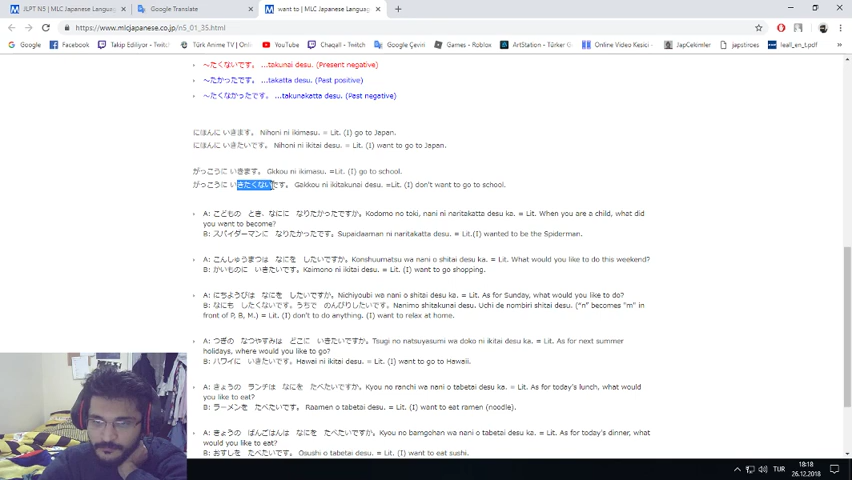 JLPT N5 | MLC Japanese Languag
Google Translate
want to | MLC Japanese Languag
https://www.mlcjapanese.co.jp/n5_01_35.html
Google
Facebook
Takip Ediliyor - Twitch
Türk Anime TV | Onlin
YouTube
Chaqall - Twitch
Google Çeviri
Games - Roblox
ArtStation - Türker
Online Video Kesici -
JapCekimler
japstroes
leall_en_t.pdf
～たくないです。 ...takunai desu. (Present negative)
～たかったです。 ...takatta desu. (Past positive)
～たくなかったです。 ...takunakatta desu. (Past negative)
にほんに いきます。 Nihoni ni ikimasu. = Lit. (I) go to Japan.
にほんに いきたいです。 Nihoni ni ikitai desu. = Lit. (I) want to go to Japan.
がっこうに いきます。 Gkkou ni ikimasu. =Lit. (I) go to school.
がっこうに いきたくないです。 Gakkou ni ikitakunai desu. =Lit. (I) don't want to go to school.
A: こどもの とき、なにに なりたかったですか。Kodomo no toki, nani ni naritakatta desu ka. = Lit. When you are a child, what did
you want to become?
B: スパイダーマンに なりたかったです。Supaidaaman ni naritakatta desu. = Lit.(I) wanted to be the Spiderman.
A: こんしゅうまつは なにを したいですか。Konshuumatsu wa nani o shitai desu ka. = Lit. What would you like to do this weekend?
B: かいものに いきたいです。Kaimono ni ikitai desu. = Lit. (I) want to go shopping.
A: にちようびは なにを したいですか。Nichiyoubi wa nani o shitai desu ka. = Lit. As for Sunday, what would you like to do?
B: なにも したくないです。うちで のんびりしたいです。Nanimo shitakunai desu. Uchi de nombiri shitai desu. ("n" becomes "m" in
front of P, B, M.) = Lit. (I) don't to do anything. (I) want to relax at home.
A: つぎの なつやすみは どこに いきたいですか。Tsugi no natsuyasumi wa doko ni ikitai desu ka. = Lit. As for next summer
holidays, where would you like to go?
B: ハワイに いきたいです。Hawai ni ikitai desu. = Lit. (I) want to go to Hawaii.
A: きょうの ランチは なにを たべたいですか。Kyou no ranchi wa nani o tabetai desu ka. = Lit. As for today's lunch, what would
you like to eat?
B: ラーメンを たべたいです。Raamen o tabetai desu. = Lit. (I) want to eat ramen (noodle).
A: きょうの ばんごはんは なにを たべたいですか。Kyou no bamgohan wa nani o tabetai desu ka. = Lit. As for today's dinner, what
would you like to eat?
B: おすしを たべたいです。Osushi o tabetai desu. = Lit. (I) want to eat sushi.
TUR
18:18
26.12.2018